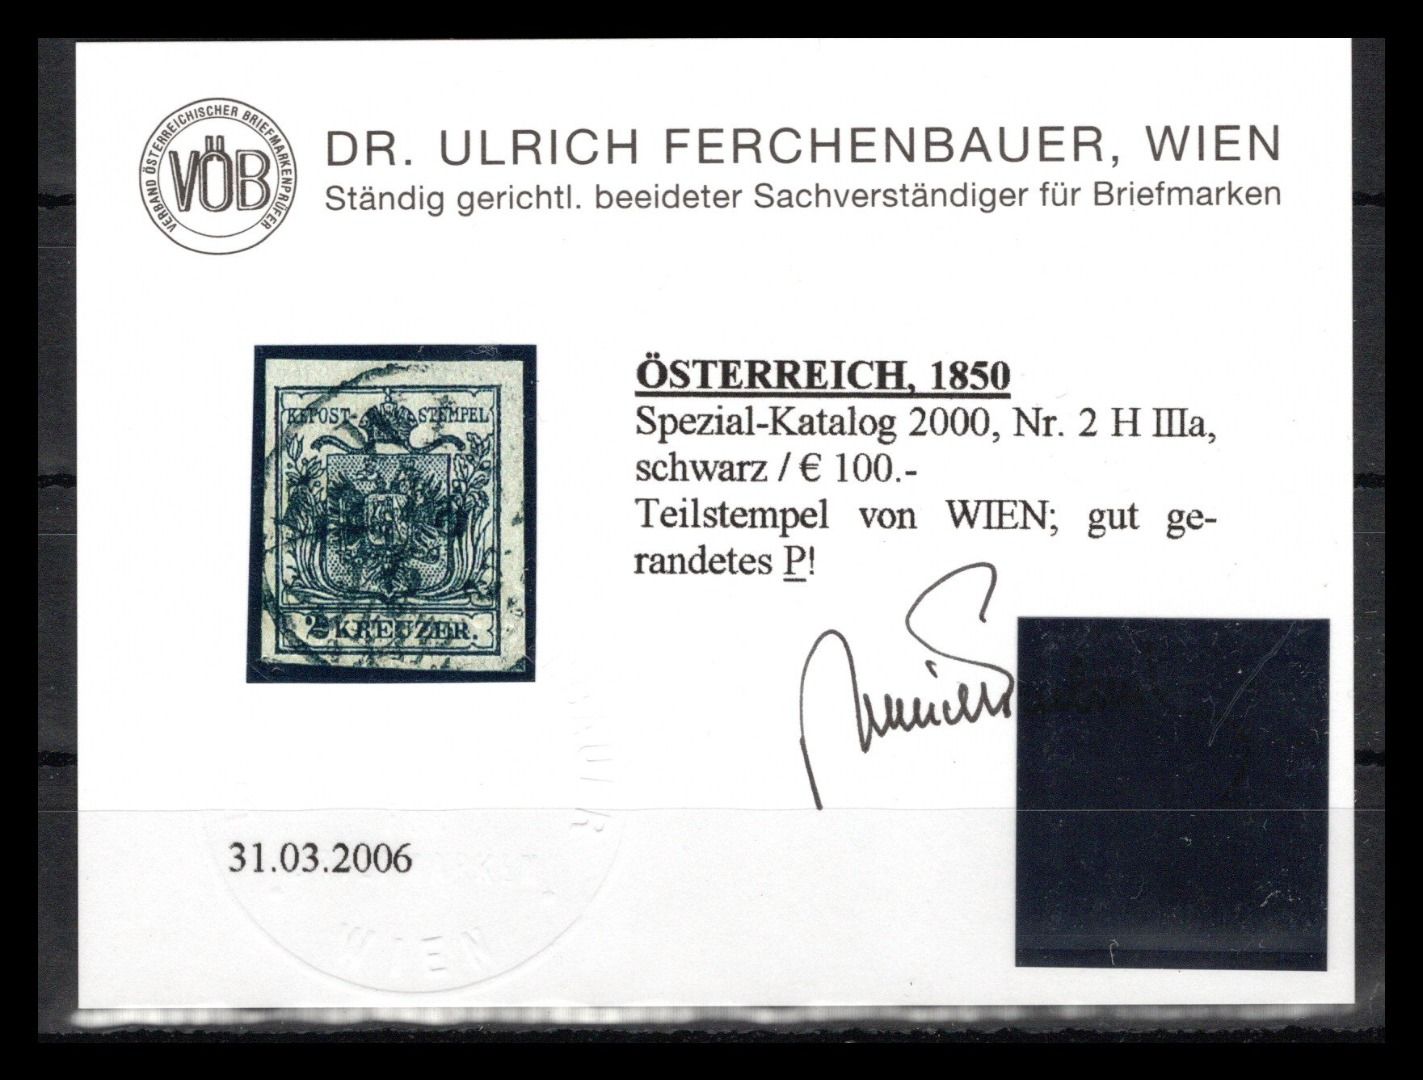 VERBAND ÖSTERREICHISCHER BRIEFMARKENPRÜFER
VÖB
DR. ULRICH FERCHENBAUER, WIEN
Ständig gerichtl. beeideter Sachverständiger für Briefmarken
KKPOST-STEMPEL
2 KREUZER.
ÖSTERREICH, 1850
Spezial-Katalog 2000, Nr. 2 H IIIa,
schwarz / € 100.-
Teilstempel von WIEN; gut ge-
randetes P!
31.03.2006
WIEN